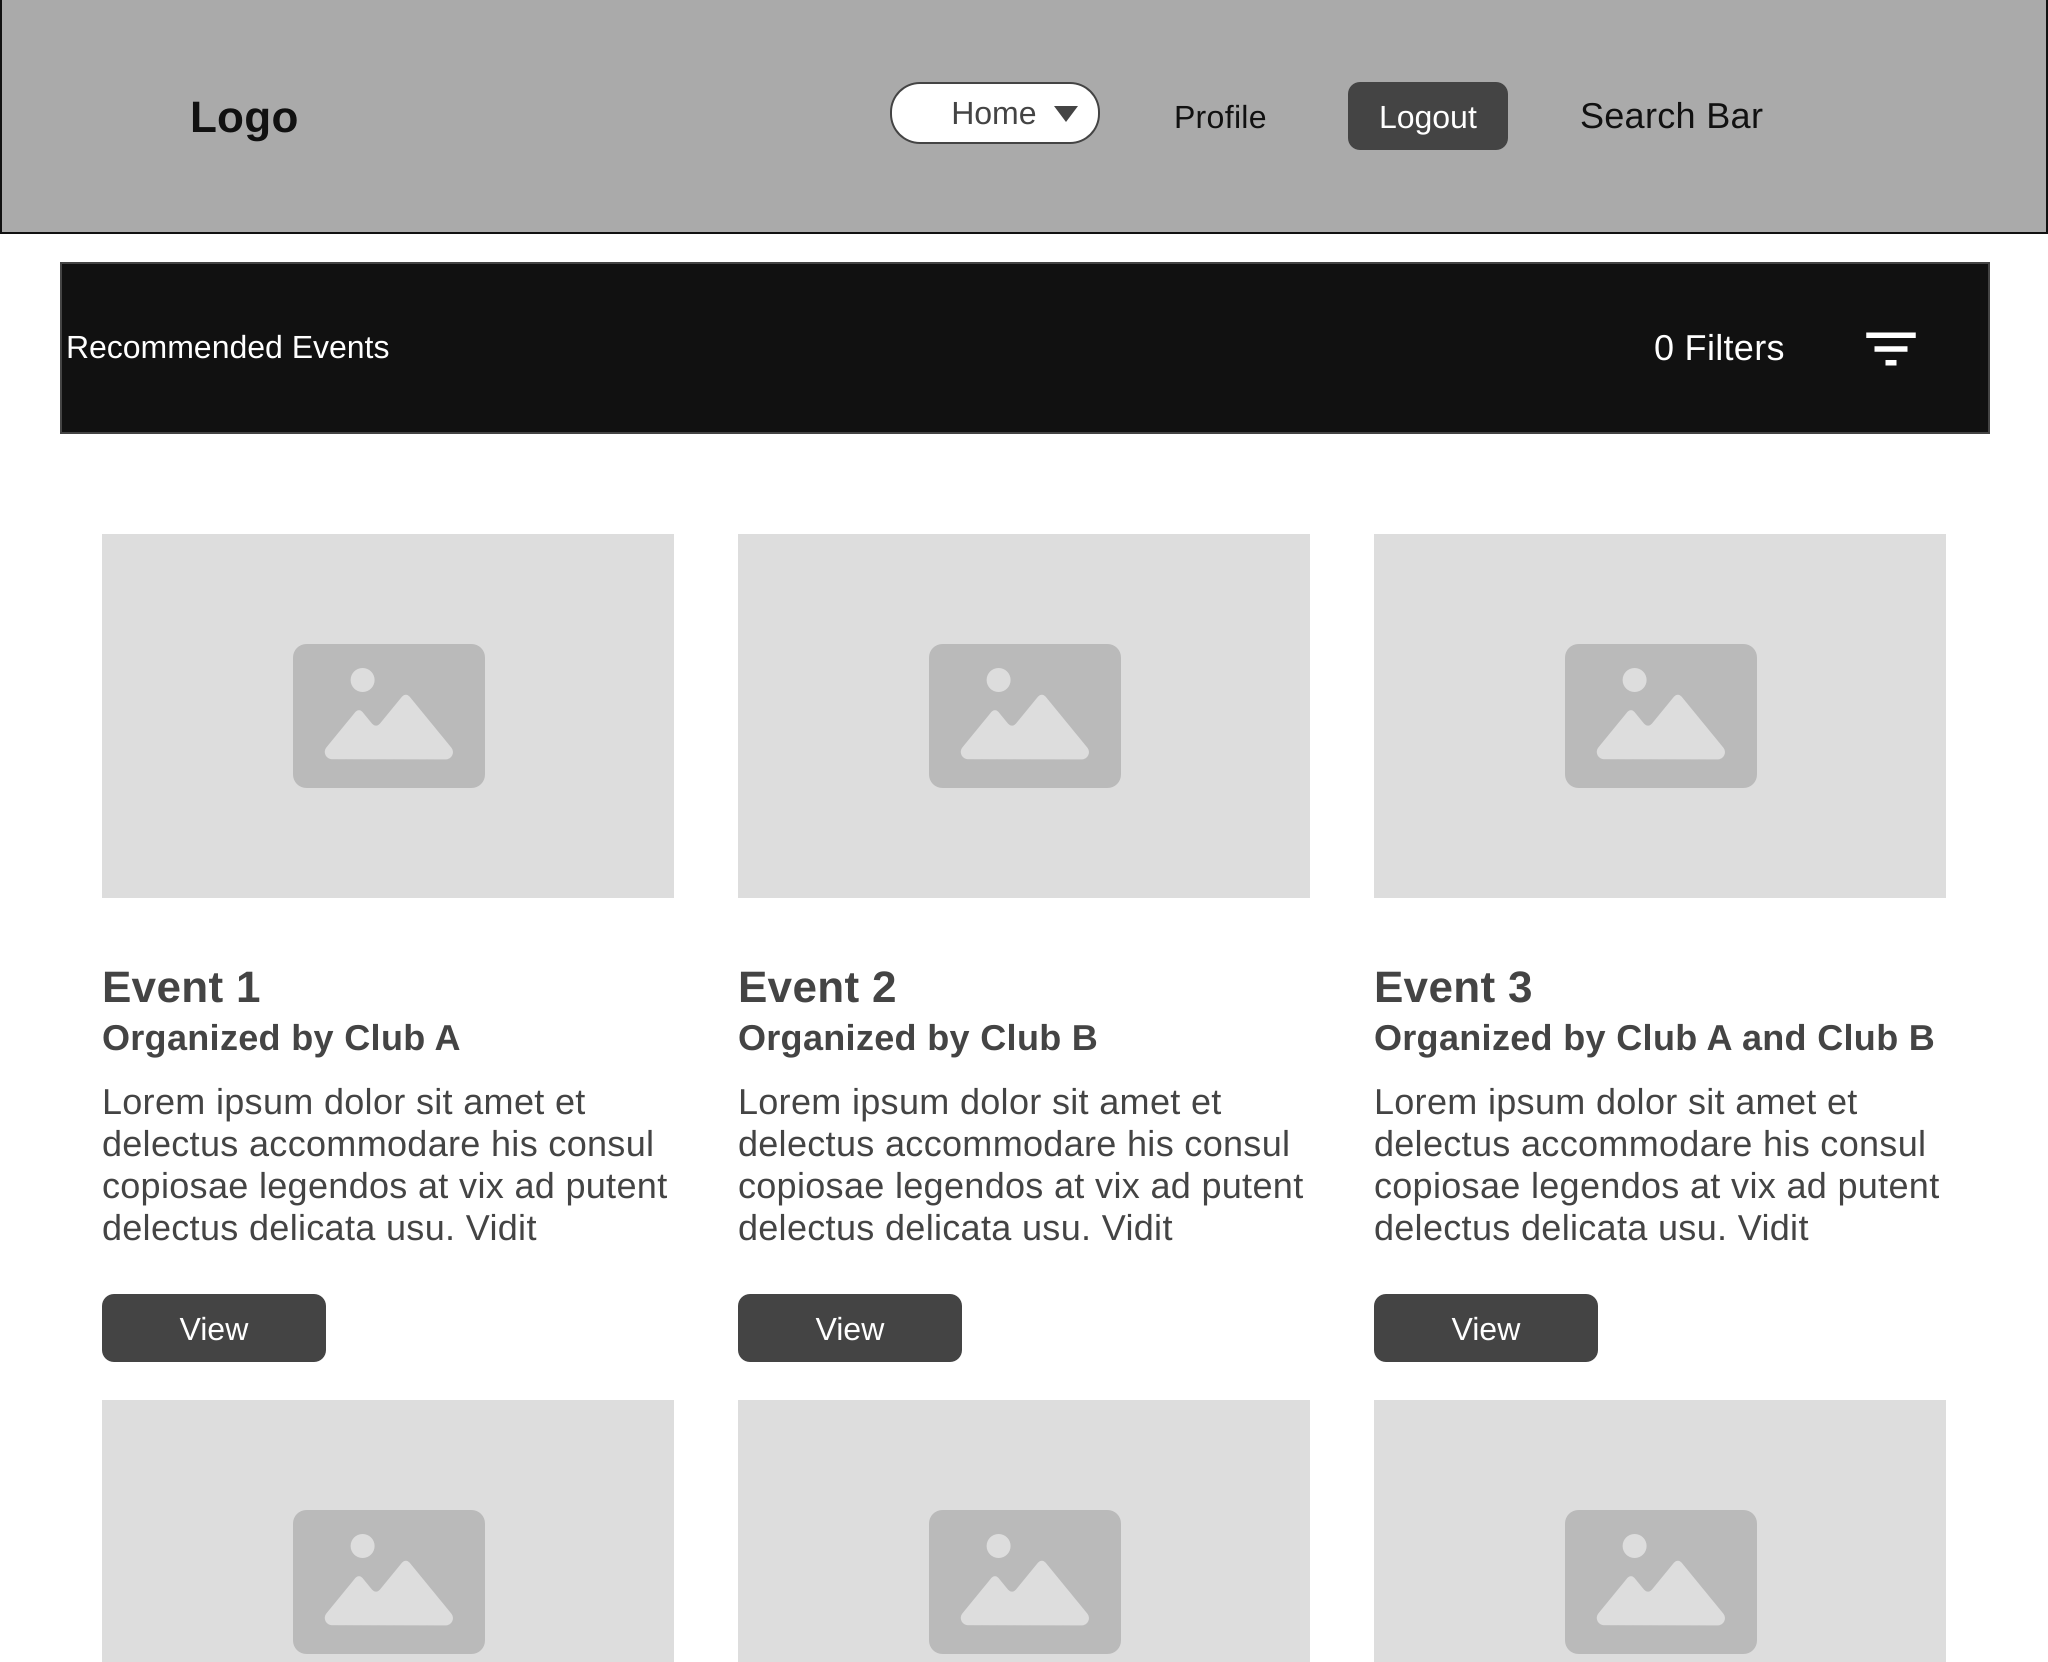 Logo
Home
Profile
Logout
Search Bar
Recommended Events
0 Filters
Event 1
Organized by Club A
Lorem ipsum dolor sit amet et
delectus accommodare his consul
copiosae legendos at vix ad putent
delectus delicata usu. Vidit
View
Event 2
Organized by Club B
Lorem ipsum dolor sit amet et
delectus accommodare his consul
copiosae legendos at vix ad putent
delectus delicata usu. Vidit
View
Event 3
Organized by Club A and Club B
Lorem ipsum dolor sit amet et
delectus accommodare his consul
copiosae legendos at vix ad putent
delectus delicata usu. Vidit
View